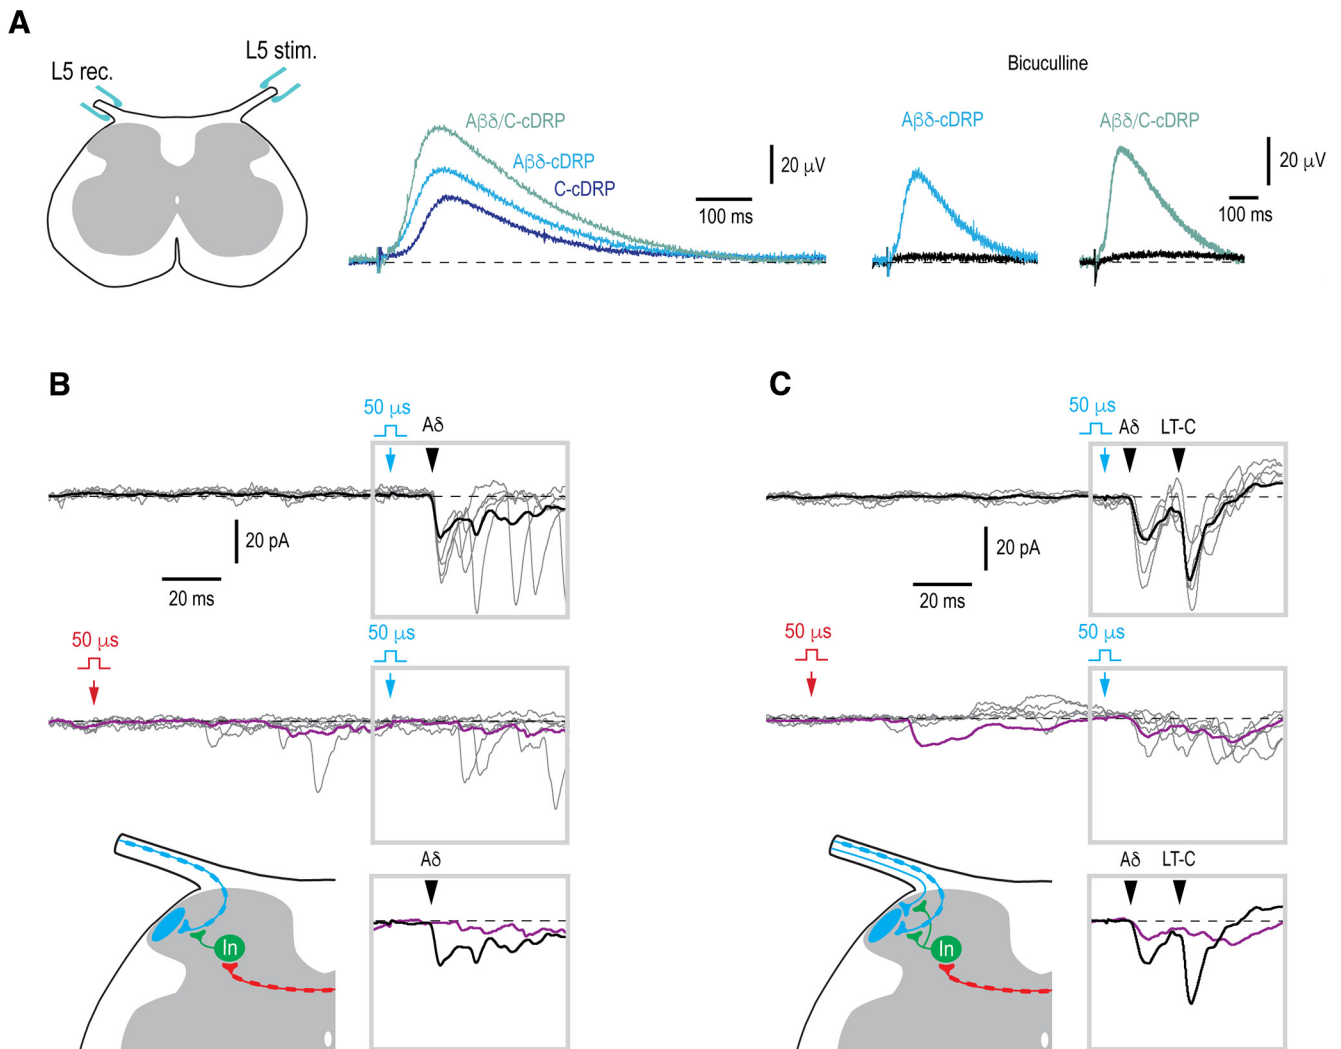 A
L5 rec.
L5 stim.
Aβδ/C-cDRP
Aβδ-cDRP
C-cDRP
20 μV
100 ms
Bicuculline
Aβδ-cDRP
Aβδ/C-cDRP
20 μV
100 ms
B
50 μs
Aδ
20 pA
20 ms
50 μs
50 μs
Aδ
In
C
50 μs
Aδ
LT-C
20 pA
20 ms
50 μs
50 μs
Aδ
LT-C
In